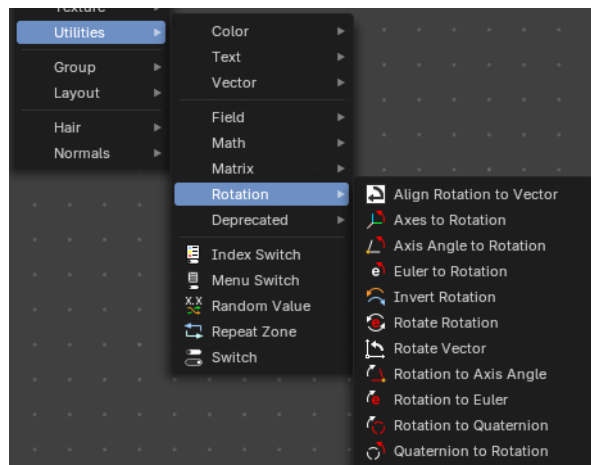 Texture
Utilities
Group
Layout
Hair
Normals
Color
Text
Vector
Field
Math
Matrix
Rotation
Deprecated
Index Switch
Menu Switch
Random Value
Repeat Zone
Switch
Align Rotation to Vector
Axes to Rotation
Axis Angle to Rotation
Euler to Rotation
Invert Rotation
Rotate Rotation
Rotate Vector
Rotation to Axis Angle
Rotation to Euler
Rotation to Quaternion
Quaternion to Rotation